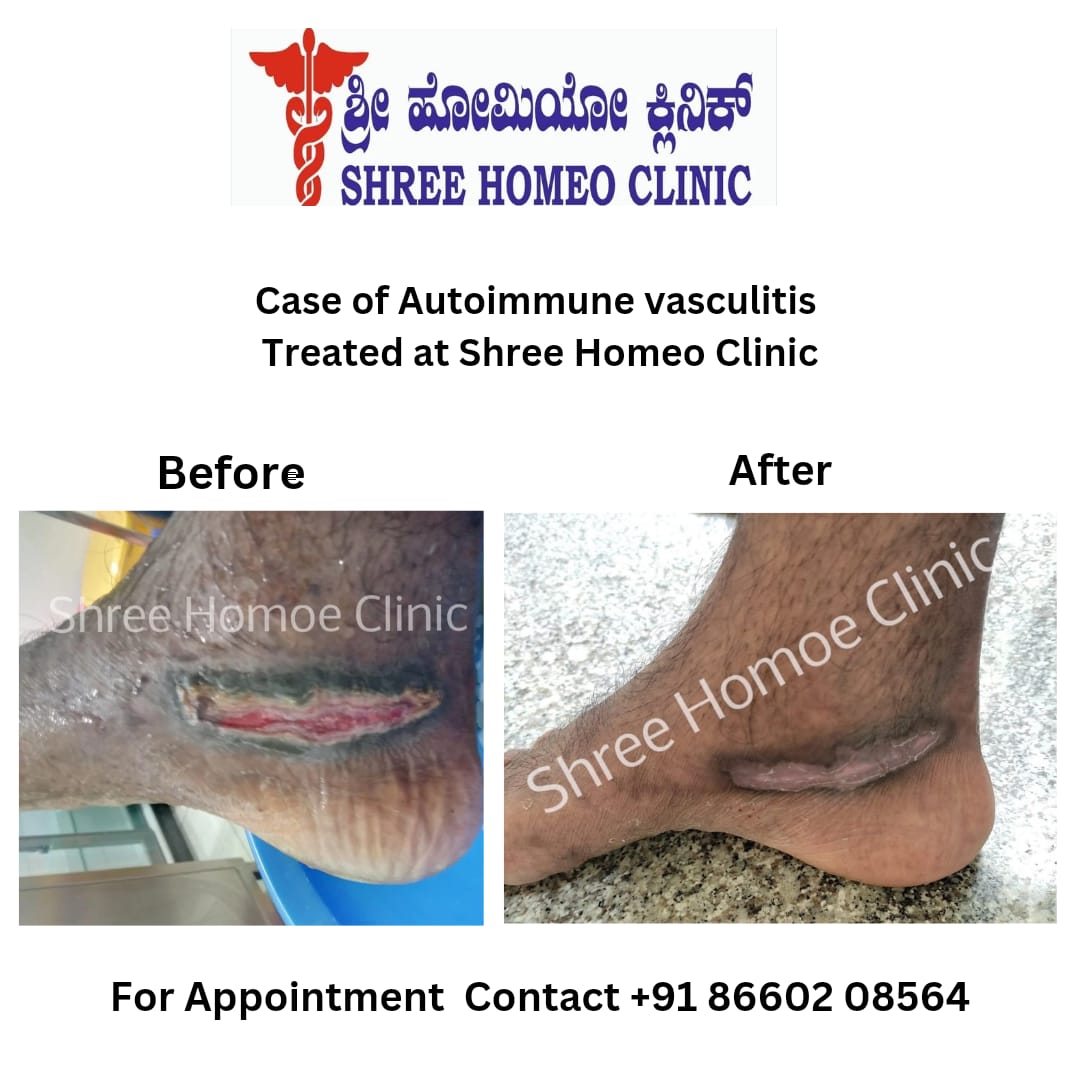 ಶ್ರೀ ಹೋಮಿಯೋ ಕ್ಲಿನಿಕ್
SHREE HOMEO CLINIC
Case of Autoimmune vasculitis
Treated at Shree Homeo Clinic
Before
After
Shree Homoe Clinic
Shree Homoe Clinic
For Appointment Contact +91 86602 08564